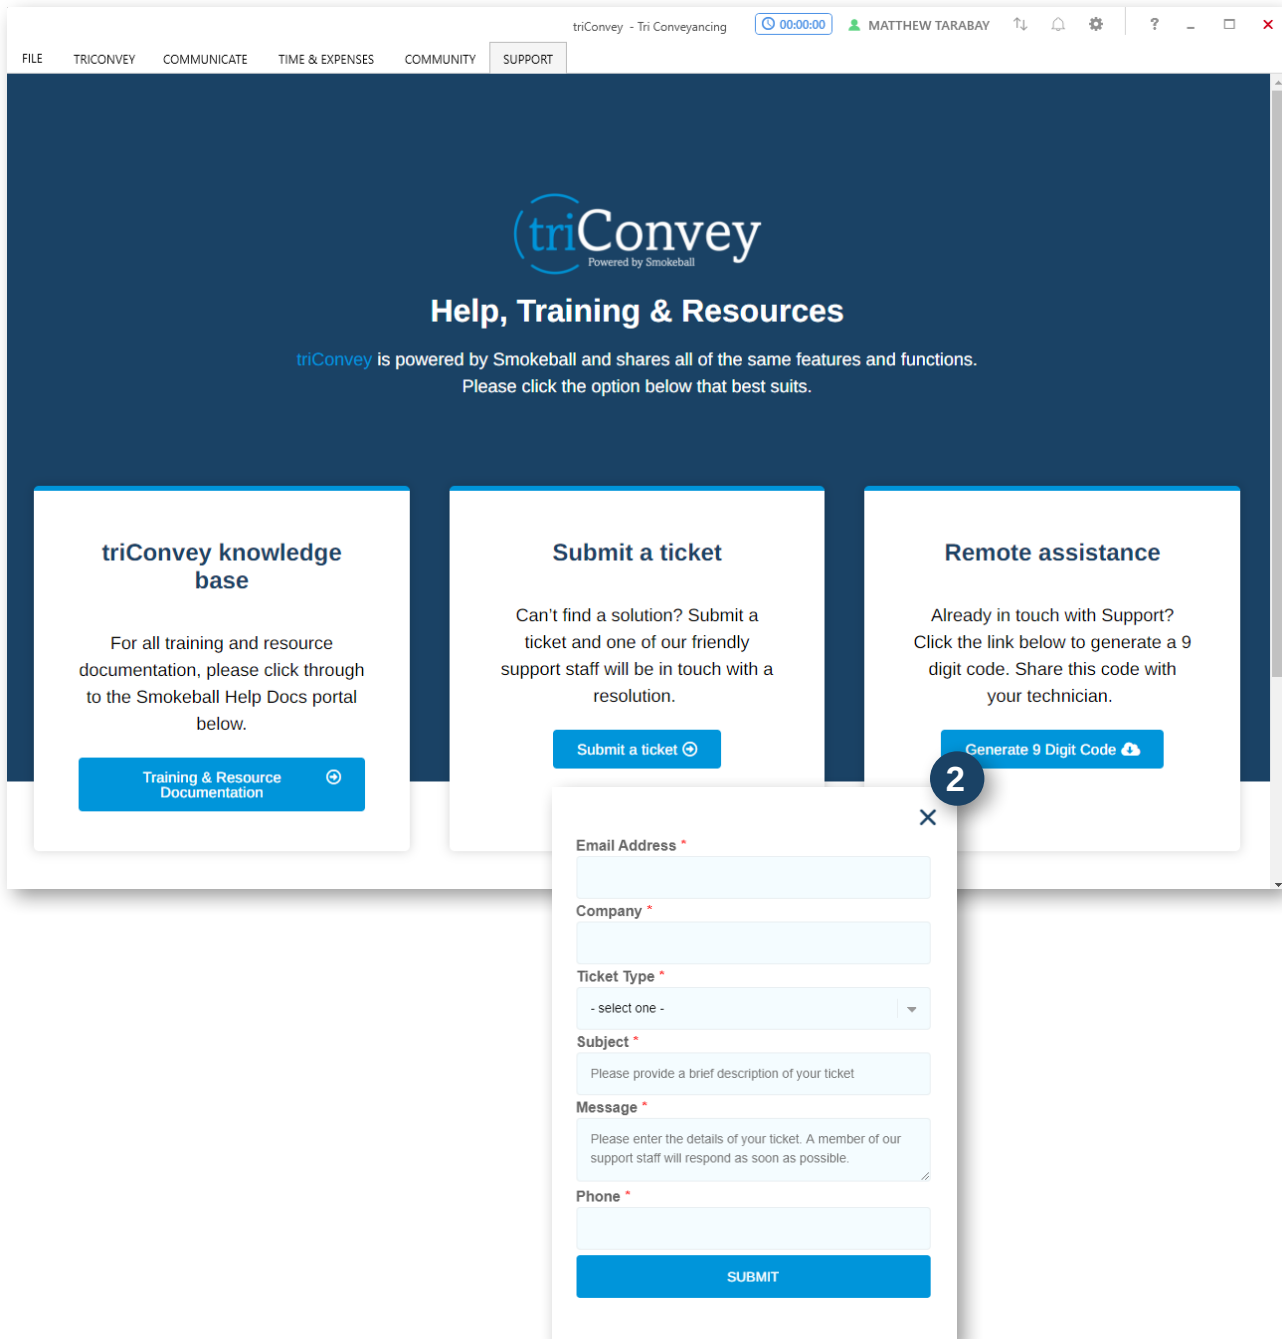 triConvey - Tri Conveyancing
00:00:00
MATTHEW TARABAY
?
FILE
TRICONVEY
COMMUNICATE
TIME & EXPENSES
COMMUNITY
SUPPORT
triConvey
Powered by Smokeball
Help, Training & Resources
triConvey is powered by Smokeball and shares all of the same features and functions.
Please click the option below that best suits.
triConvey knowledge
base
For all training and resource
documentation, please click through
to the Smokeball Help Docs portal
below.
Training & Resource
Documentation
Submit a ticket
Can't find a solution? Submit a
ticket and one of our friendly
support staff will be in touch with a
resolution.
Submit a ticket
Remote assistance
Already in touch with Support?
Click the link below to generate a 9
digit code. Share this code with
your technician.
Generate 9 Digit Code
2
Email Address *
Company *
Ticket Type *
- select one -
Subject *
Please provide a brief description of your ticket
Message *
Please enter the details of your ticket. A member of our
support staff will respond as soon as possible.
Phone *
SUBMIT